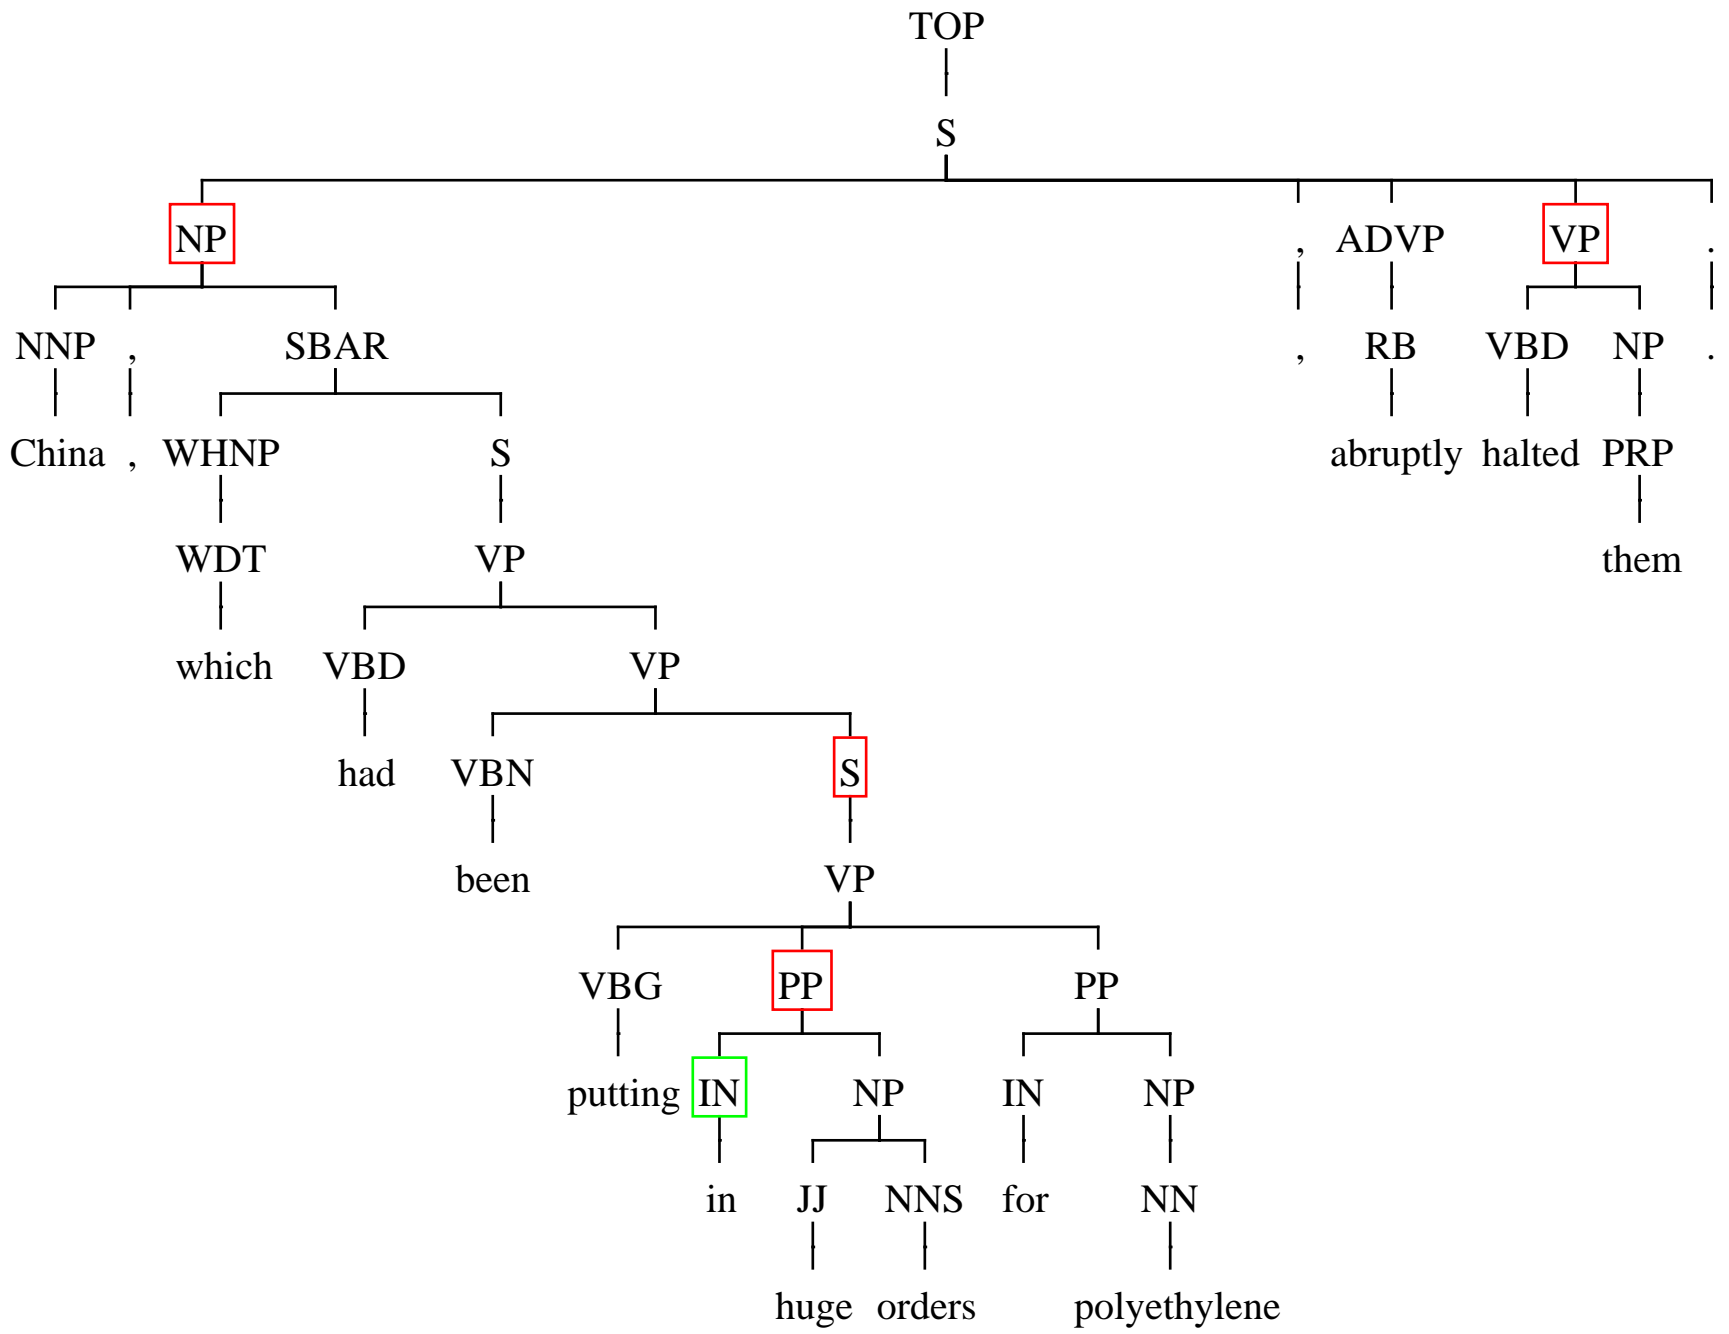 TOP
S
NP , ADVP VP .
NNP , SBAR , RB VBD NP .
China , WHNP S abruptly halted PRP
WDT VP them
which VBD VP
had VBN S
been VP
VBG PP PP
putting IN NP IN NP
in JJ NNS for NN
huge orders polyethylene